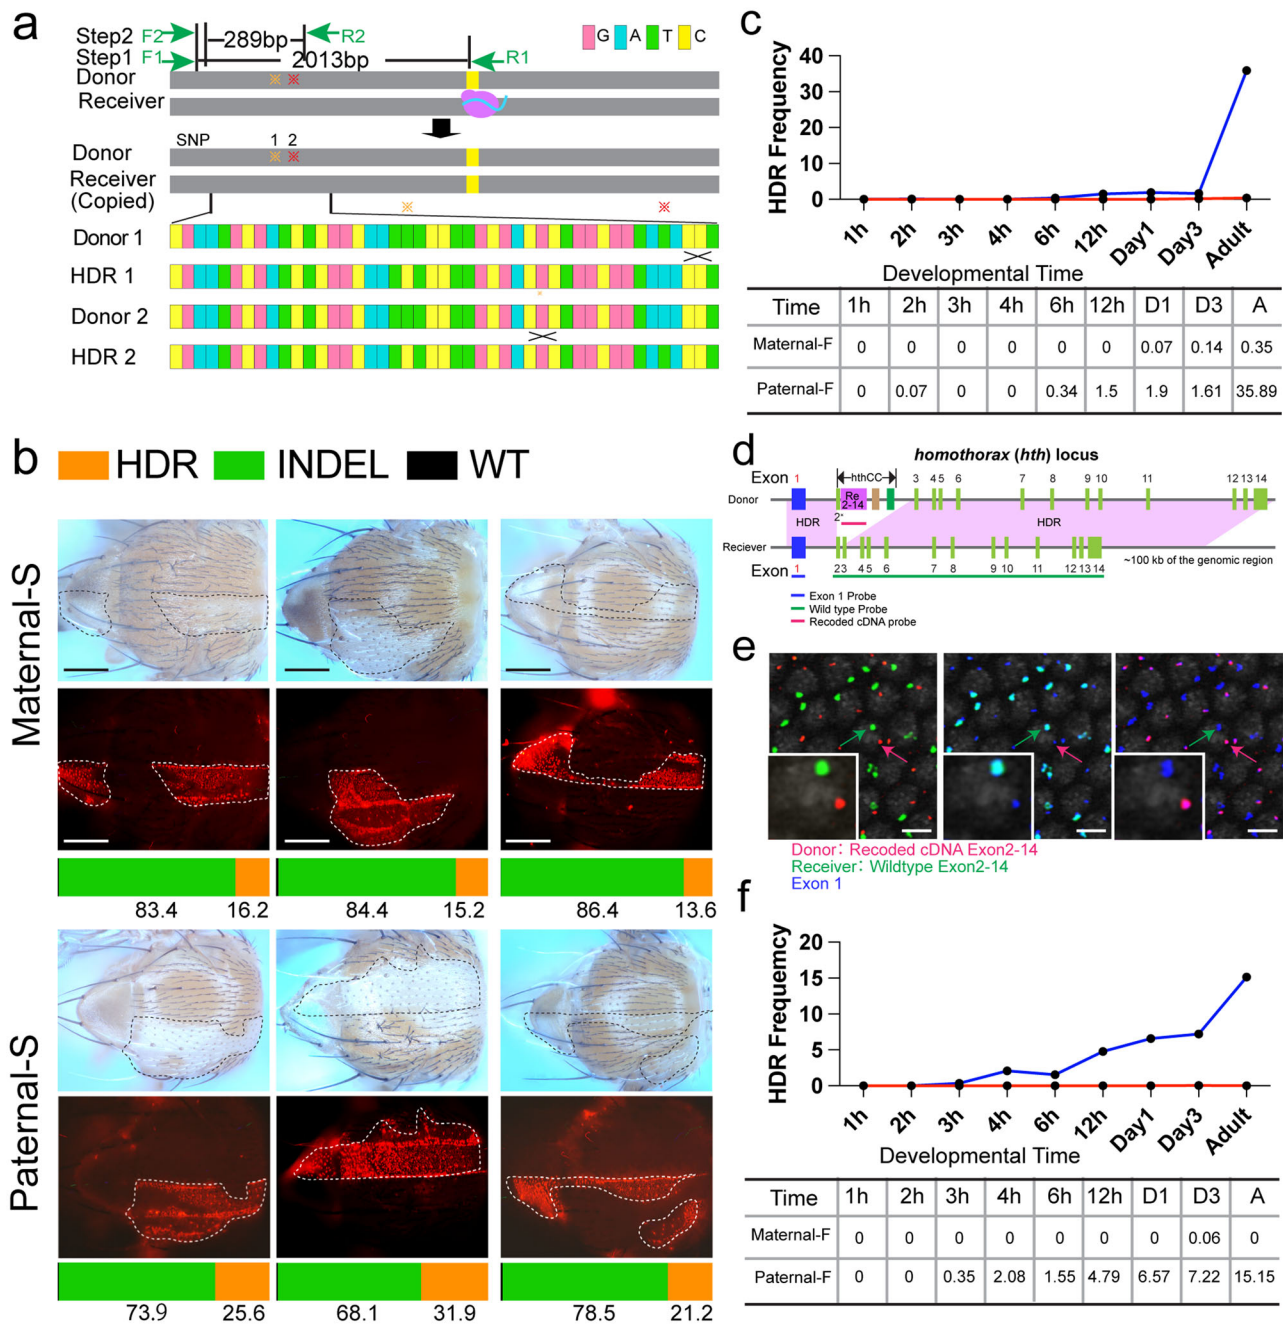 a
Step2 F2 289bp R2
Step1 F1 2013bp R1
G A T C
Donor
Receiver
SNP 1 2
Donor
Receiver
(Copied)
Donor 1
HDR 1
Donor 2
HDR 2
b
HDR INDEL WT
Maternal-S
83.4 16.2
84.4 15.2
86.4 13.6
Paternal-S
73.9 25.6
68.1 31.9
78.5 21.2
c
HDR Frequency
40
30
20
10
0
1h 2h 3h 4h 6h 12h Day1 Day3 Adult
Developmental Time
Time 1h 2h 3h 4h 6h 12h D1 D3 A
Maternal-F 0 0 0 0 0 0 0.07 0.14 0.35
Paternal-F 0 0.07 0 0 0.34 1.5 1.9 1.61 35.89
d
homothorax (hth) locus
Exon 1 hthCC 3 4 5 6 7 8 9 10 11 12 13 14
Donor Re 2-14
HDR 2* HDR
Reciever
~100 kb of the genomic region
Exon 1 2 3 4 5 6 7 8 9 10 11 12 13 14
Exon 1 Probe
Wild type Probe
Recoded cDNA probe
e
Donor: Recoded cDNA Exon2-14
Receiver: Wildtype Exon2-14
Exon 1
f
HDR Frequemcy
20
15
10
5
0
1h 2h 3h 4h 6h 12h Day1 Day3 Adult
Developmental Time
Time 1h 2h 3h 4h 6h 12h D1 D3 A
Maternal-F 0 0 0 0 0 0 0 0.06 0
Paternal-F 0 0 0.35 2.08 1.55 4.79 6.57 7.22 15.15